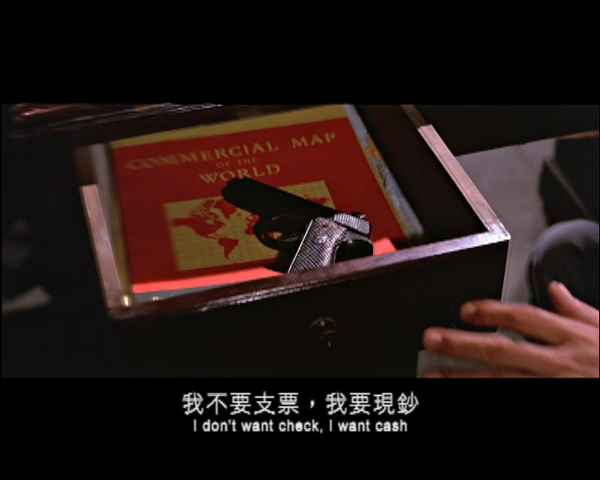 COMMERCIAL MAP
OF THE
WORLD
我不要支票，我要現鈔
I don't want check, I want cash